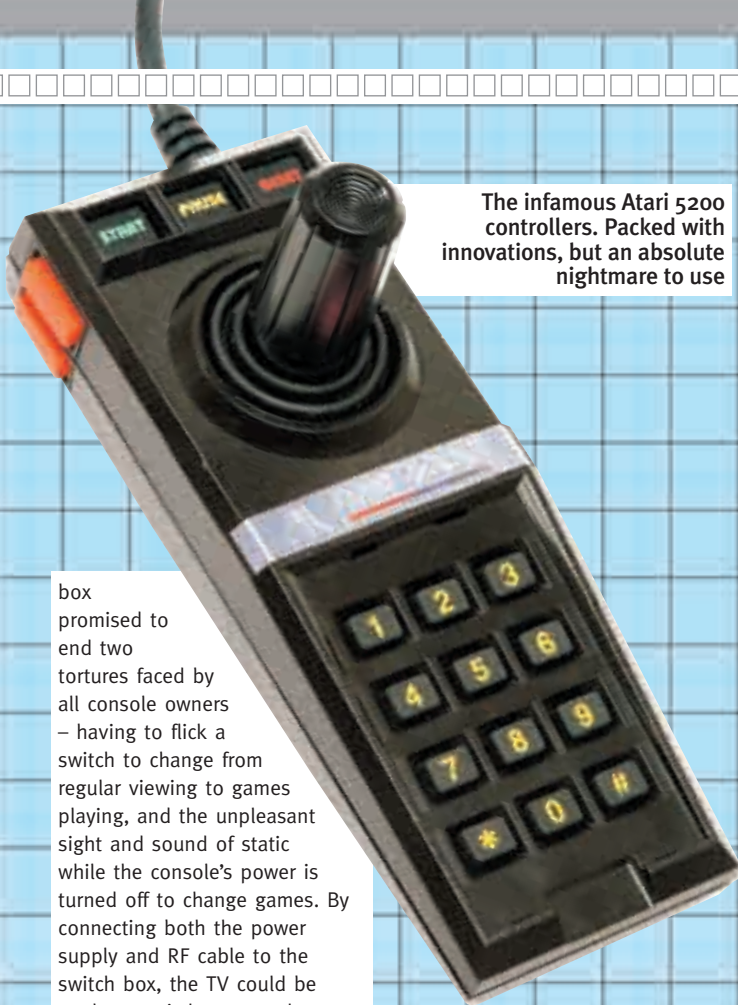 START
PAUSE
RESET
The infamous Atari 5200
controllers. Packed with
innovations, but an absolute
nightmare to use
box
promised to
end two
tortures faced by
all console owners
– having to flick a
switch to change from
regular viewing to games
playing, and the unpleasant
sight and sound of static
while the console’s power is
turned off to change games. By
connecting both the power
supply and RF cable to the
switch box, the TV could be
1 2 3
4 5 6
7 8 9
* 0 #